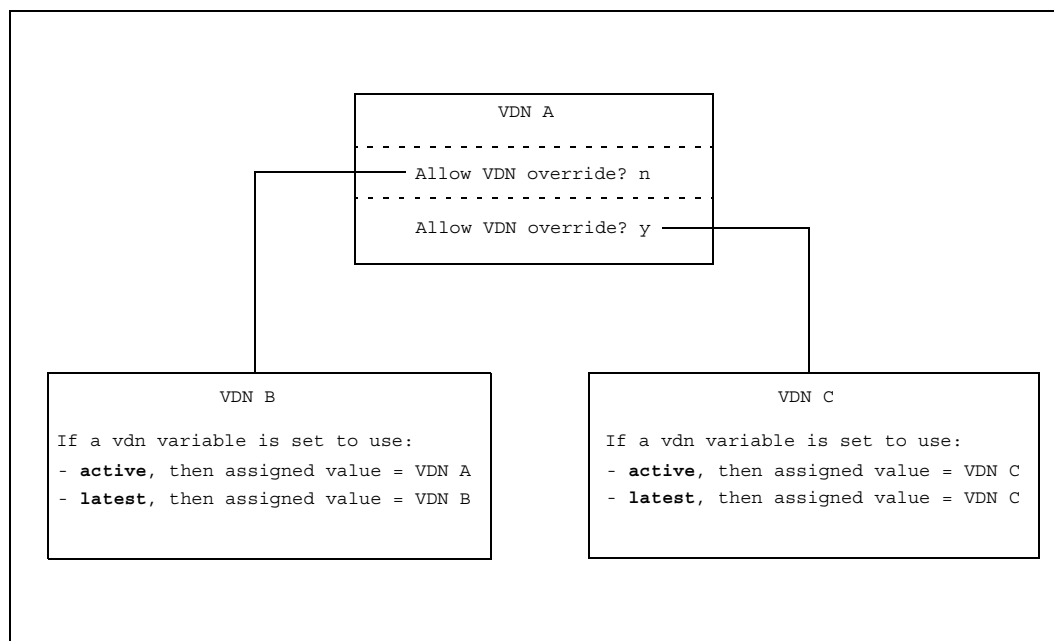 VDN A
Allow VDN override? n
Allow VDN override? y
VDN B
If a vdn variable is set to use:
- active, then assigned value = VDN A
- latest, then assigned value = VDN B
VDN C
If a vdn variable is set to use:
- active, then assigned value = VDN C
- latest, then assigned value = VDN C